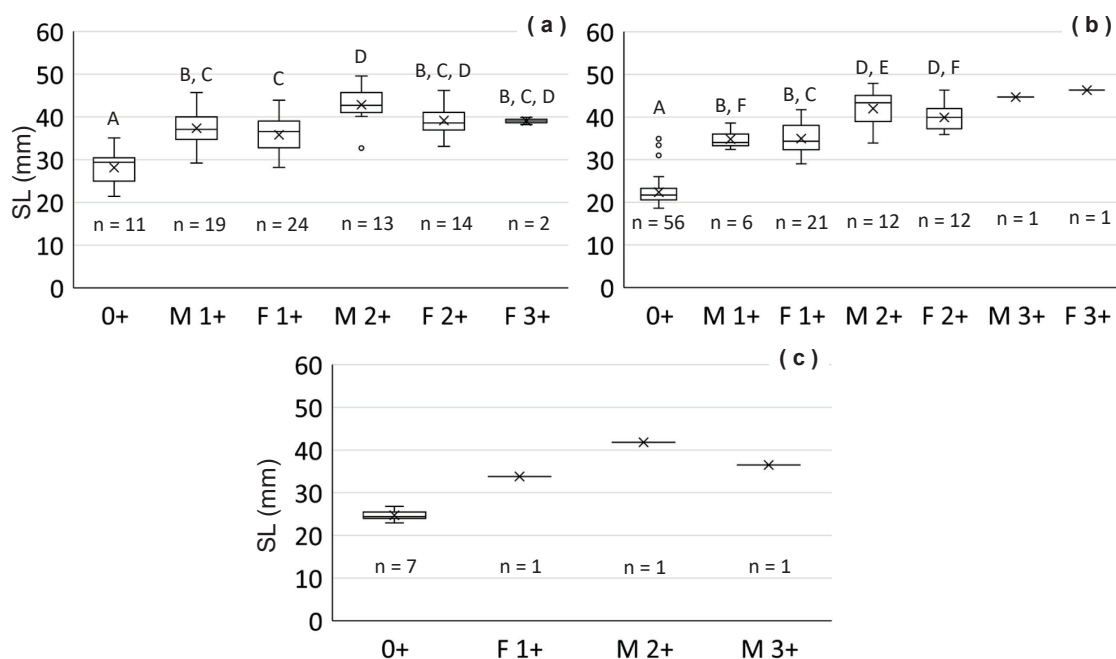 ( a )
SL (mm)
60
50
40
30
20
10
0
A
B, C
C
D
B, C, D
B, C, D
n = 11
n = 19
n = 24
n = 13
n = 14
n = 2
0+
M 1+
F 1+
M 2+
F 2+
F 3+
( b )
60
50
40
30
20
10
0
A
B, F
B, C
D, E
D, F
n = 56
n = 6
n = 21
n = 12
n = 12
n = 1
n = 1
0+
M 1+
F 1+
M 2+
F 2+
M 3+
F 3+
( c )
SL (mm)
60
50
40
30
20
10
0
n = 7
n = 1
n = 1
n = 1
0+
F 1+
M 2+
M 3+